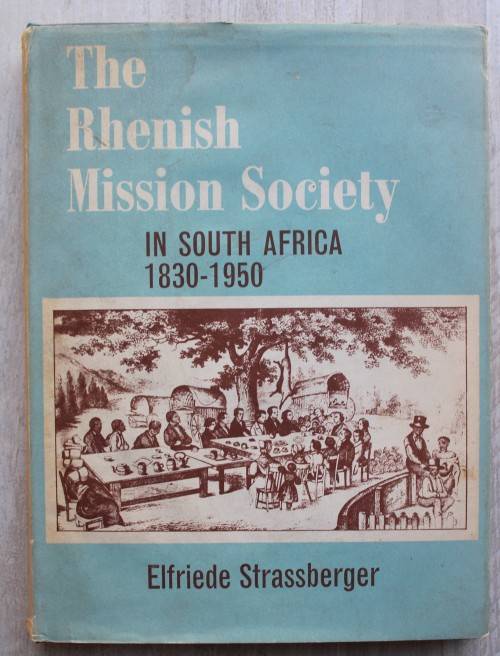 The
Rhenish
Mission Society
IN SOUTH AFRICA
1830-1950
Elfriede Strassberger